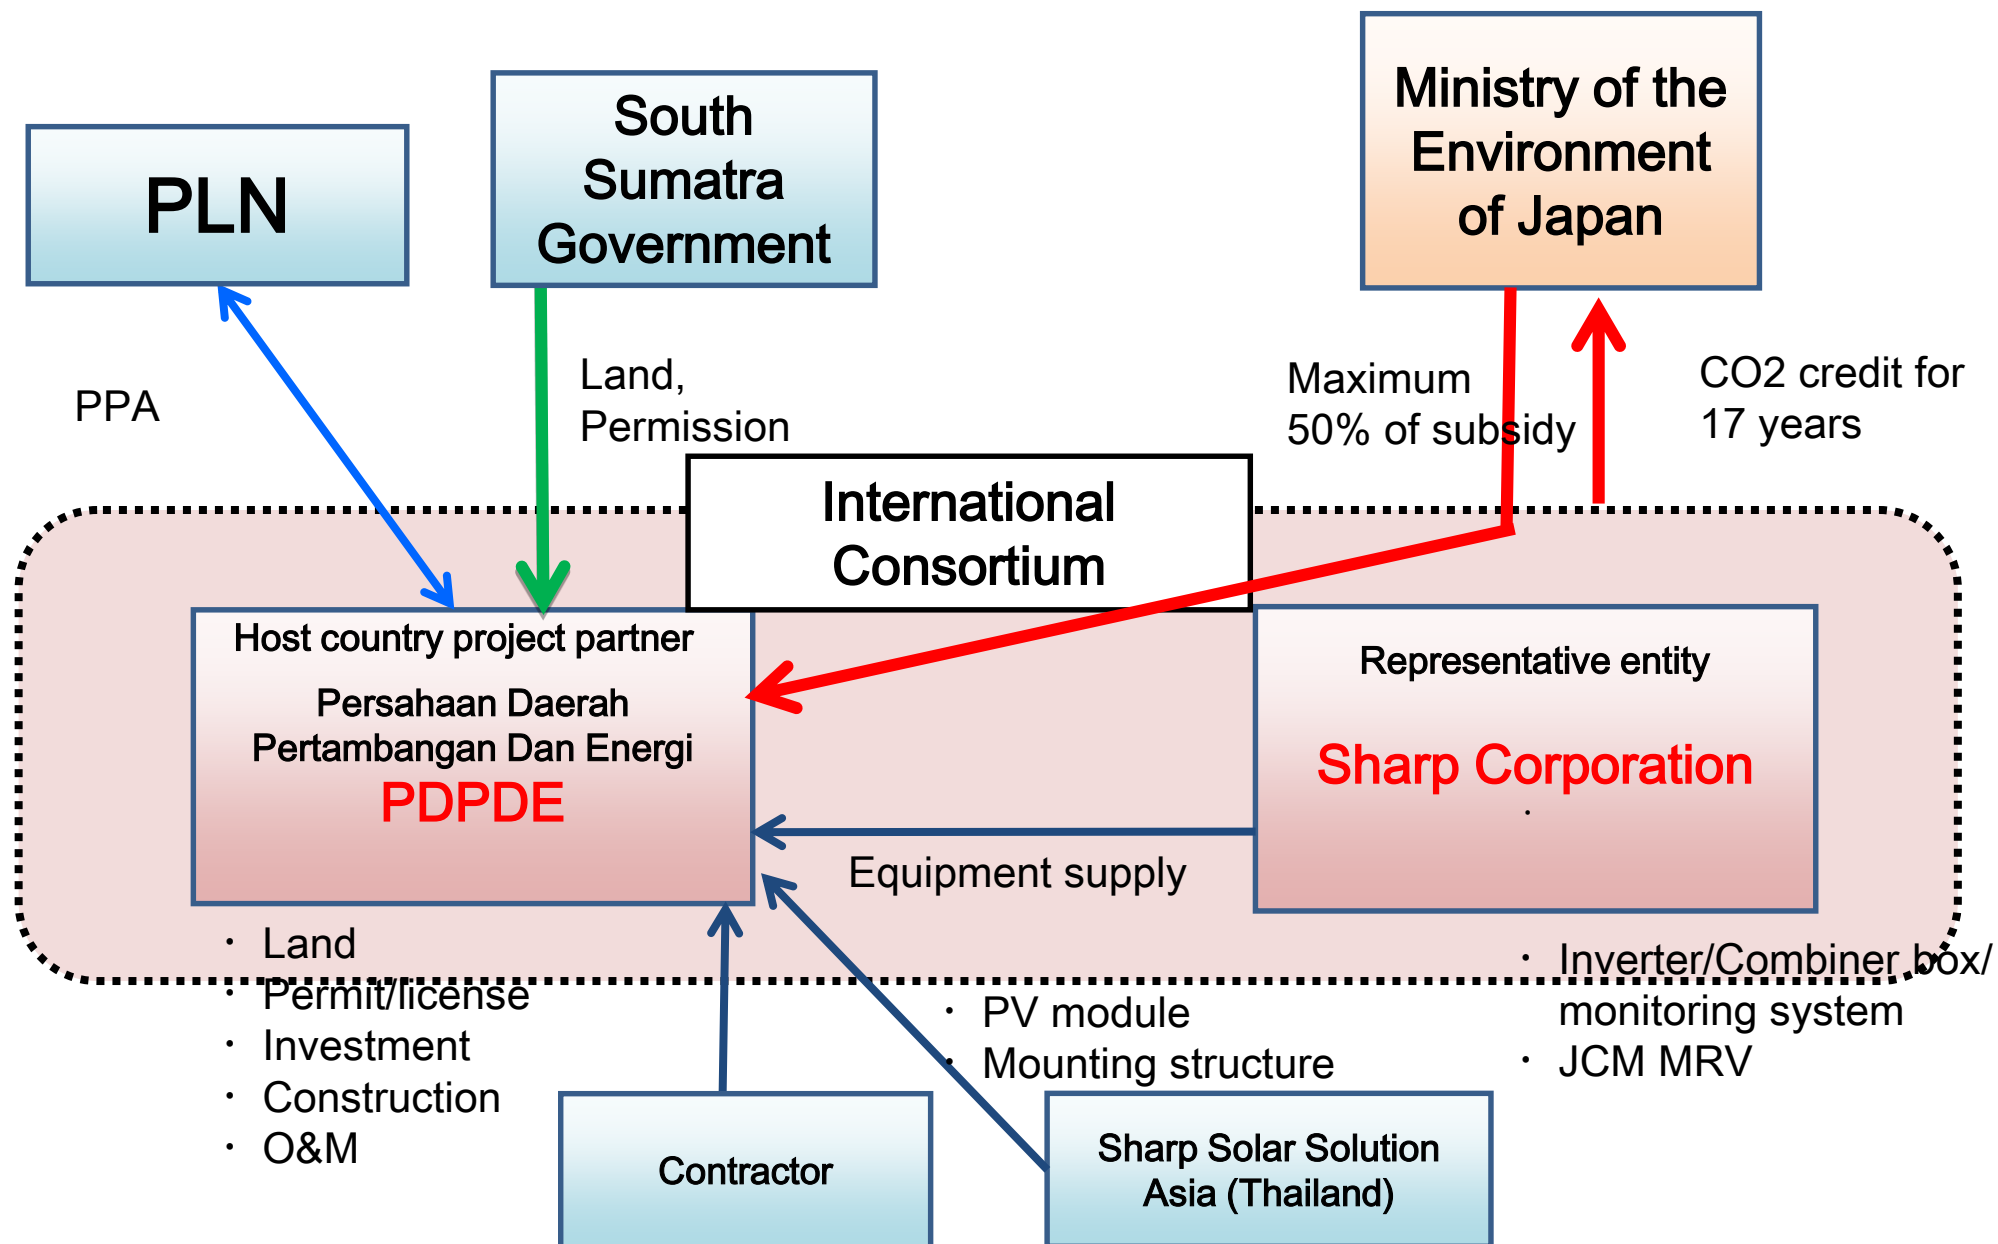 PLN
South
Sumatra
Government
Ministry of the
Environment
of Japan
PPA
Land,
Permission
Maximum
50% of subsidy
CO2 credit for
17 years
International
Consortium
Host country project partner
Persahaan Daerah
Pertambangan Dan Energi
PDPDE
Representative entity
Sharp Corporation
・
Equipment supply
・ Land
・ Permit/license
・ Investment
・ Construction
・ O&M
・ PV module
・ Mounting structure
・ Inverter/Combiner box/
monitoring system
・ JCM MRV
Contractor
Sharp Solar Solution
Asia (Thailand)